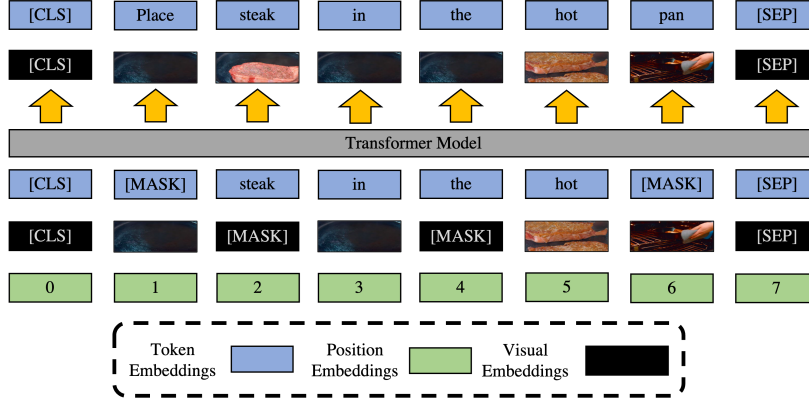 [CLS] Place steak in the hot pan [SEP]
[CLS] [SEP]
Transformer Model
[CLS] [MASK] steak in the hot [MASK] [SEP]
[CLS] [MASK] [MASK] [SEP]
0 1 2 3 4 5 6 7
Token Position Visual
Embeddings Embeddings Embeddings